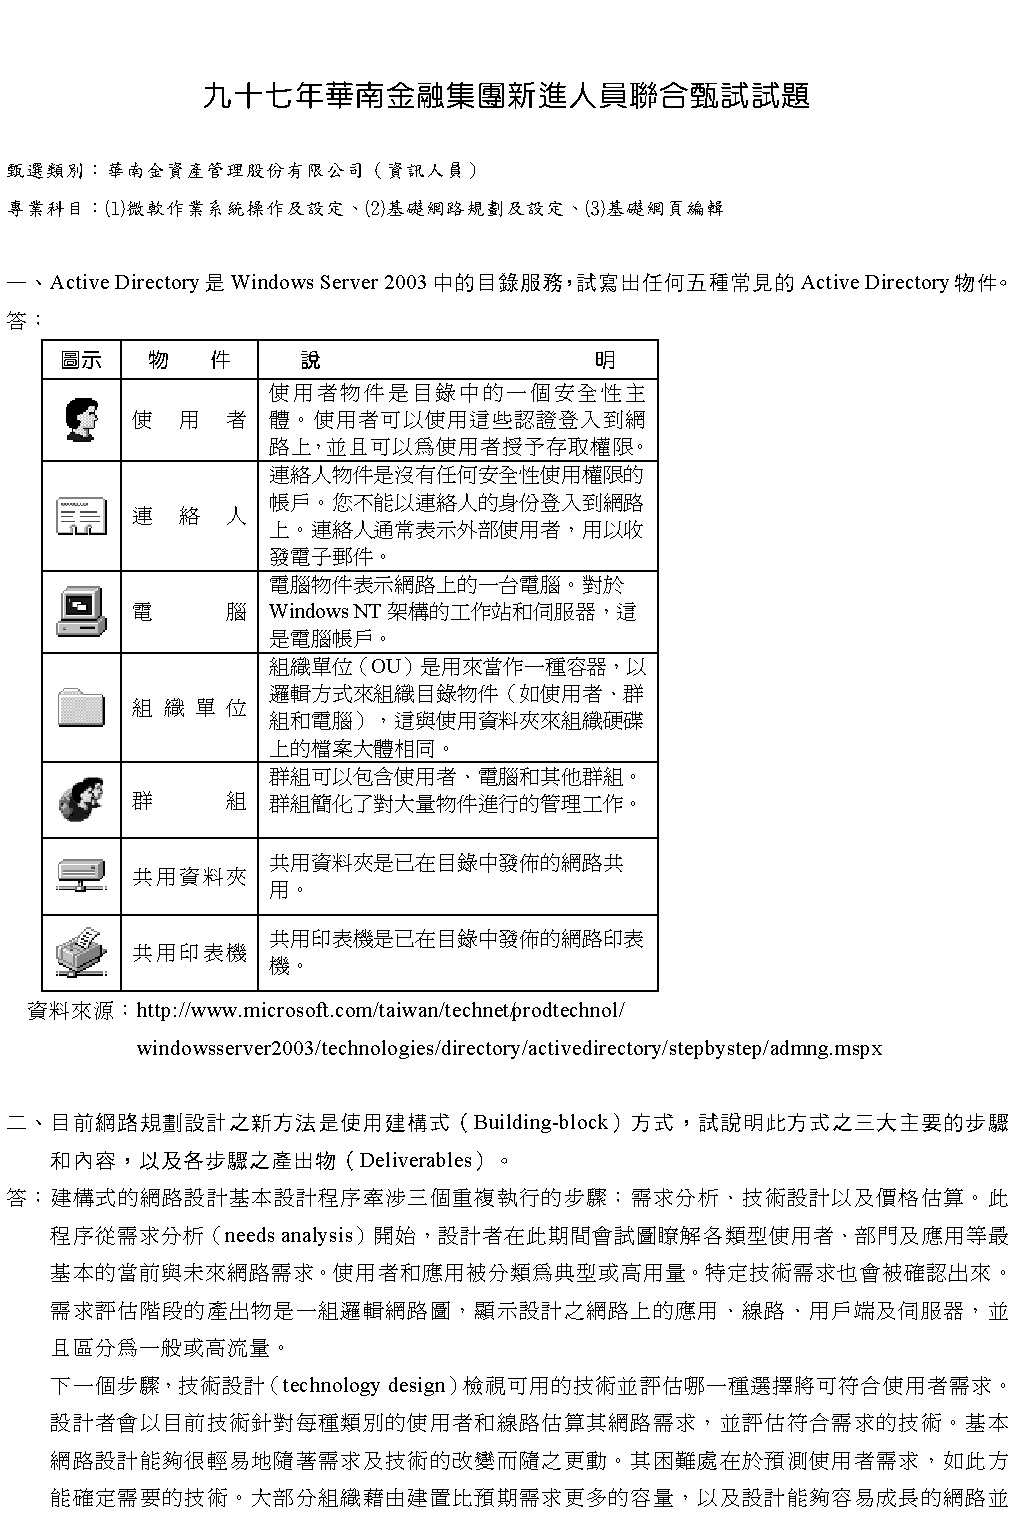 九十七年華南金融集團新進人員聯合甄試試題
甄選類別：華南金資產管理股份有限公司（資訊人員）
專業科目：⑴微軟作業系統操作及設定、⑵基礎網路規劃及設定、⑶基礎網頁編輯
一、Active Directory 是 Windows Server 2003 中的目錄服務，試寫出任何五種常見的 Active Directory 物件。
答：
圖示 物 件 說 明
使 用 者 使用者物件是目錄中的一個安全性主
體。使用者可以使用這些認證登入到網
路上，並且可以為使用者授予存取權限。
連 絡 人 連絡人物件是沒有任何安全性使用權限的
帳戶。您不能以連絡人的身份登入到網路
上。連絡人通常表示外部使用者，用以收
發電子郵件。
電 腦 電腦物件表示網路上的一台電腦。對於
Windows NT 架構的工作站和伺服器，這
是電腦帳戶。
組 織 單 位 組織單位（OU）是用來當作一種容器，以
邏輯方式來組織目錄物件（如使用者、群
組和電腦），這與使用資料夾來組織硬碟
上的檔案大體相同。
群 組 群組可以包含使用者、電腦和其他群組。
群組簡化了對大量物件進行的管理工作。
共用資料夾 共用資料夾是已在目錄中發佈的網路共
用。
共用印表機 共用印表機是已在目錄中發佈的網路印表
機。
資料來源：http://www.microsoft.com/taiwan/technet/prodtechnol/
windowsserver2003/technologies/directory/activedirectory/stepbystep/admng.mspx
二、目前網路規劃設計之新方法是使用建構式（Building-block）方式，試說明此方式之三大主要的步驟
和內容，以及各步驟之產出物（Deliverables）。
答：建構式的網路設計基本設計程序牽涉三個重複執行的步驟；需求分析、技術設計以及價格估算。此
程序從需求分析（needs analysis）開始，設計者在此期間會試圖瞭解各類型使用者、部門及應用等最
基本的當前與未來網路需求。使用者和應用被分類為典型或高用量。特定技術需求也會被確認出來。
需求評估階段的產出物是一組邏輯網路圖，顯示設計之網路上的應用、線路、用戶端及伺服器，並
且區分為一般或高流量。
下一個步驟，技術設計（technology design）檢視可用的技術並評估哪一種選擇將可符合使用者需求。
設計者會以目前技術針對每種類別的使用者和線路估算其網路需求，並評估符合需求的技術。基本
網路設計能夠很輕易地隨著需求及技術的改變而隨之更動。其困難處在於預測使用者需求，如此方
能確定需要的技術。大部分組織藉由建置比預期需求更多的容量，以及設計能夠容易成長的網路並